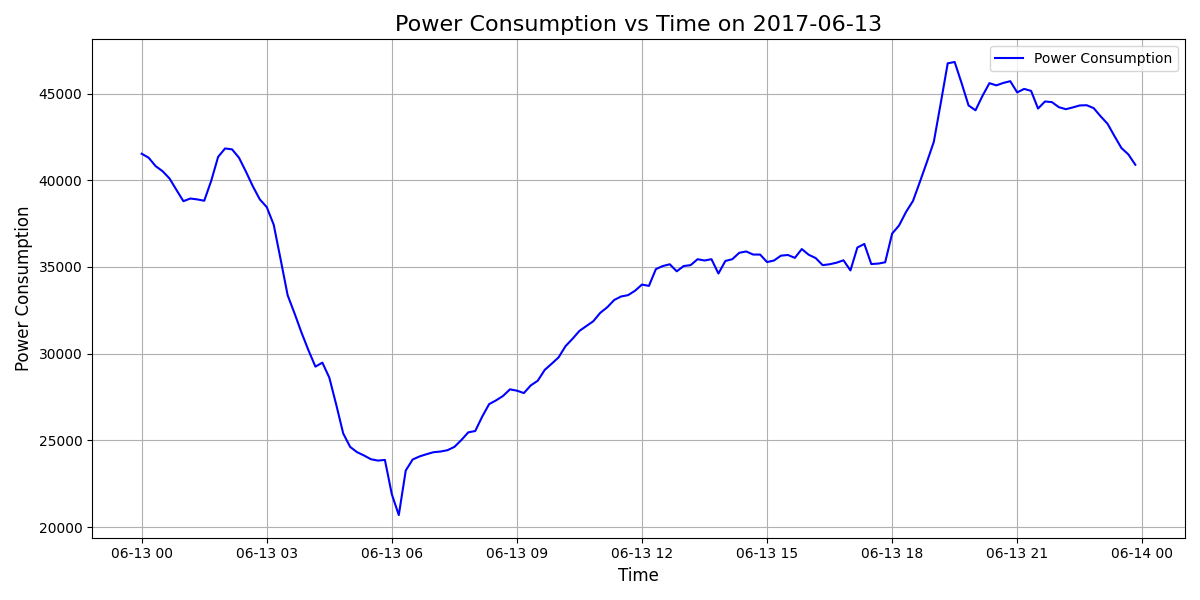 Power Consumption vs Time on 2017-06-13
Power Consumption
Power Consumption
45000
40000
35000
30000
25000
20000
06-13 00 06-13 03 06-13 06 06-13 09 06-13 12 06-13 15 06-13 18 06-13 21 06-14 00
Time